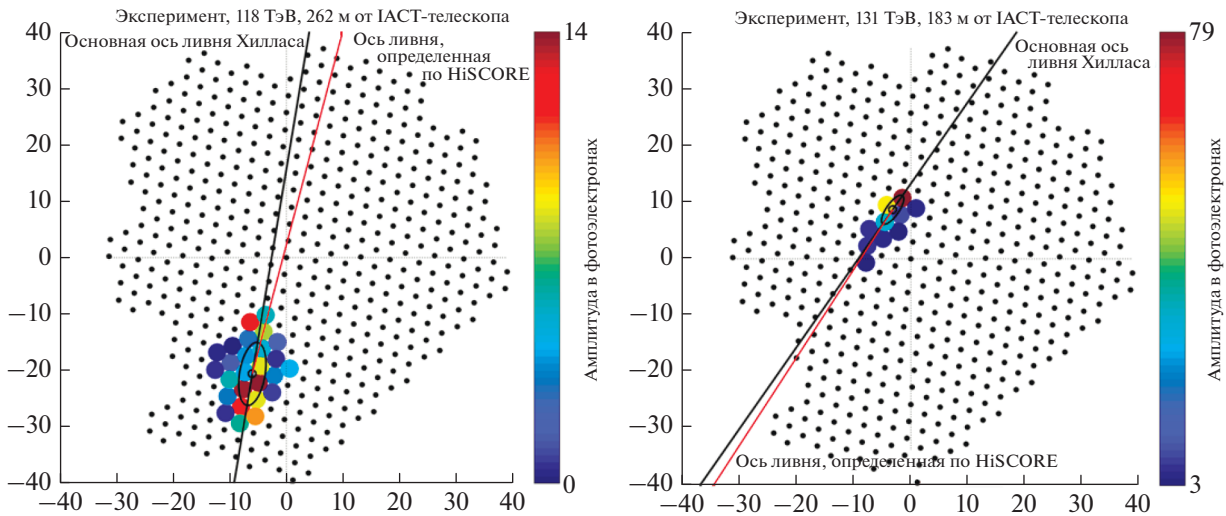 Эксперимент, 118 ТэВ, 262 м от IACT-телескопа
Основная ось ливня Хилласа
Ось ливня,
определенная
по HiSCORE
40
30
20
10
0
−10
−20
−30
−40
−40 −30 −20 −10 0 10 20 30 40
14
0
Амплитуда в фотоэлектронах
Эксперимент, 131 ТэВ, 183 м от IACT-телескопа
Основная ось
ливня Хилласа
Ось ливня, определенная по HiSCORE
40
30
20
10
0
−10
−20
−30
−40
−40 −30 −20 −10 0 10 20 30 40
79
3
Амплитуда в фотоэлектронах